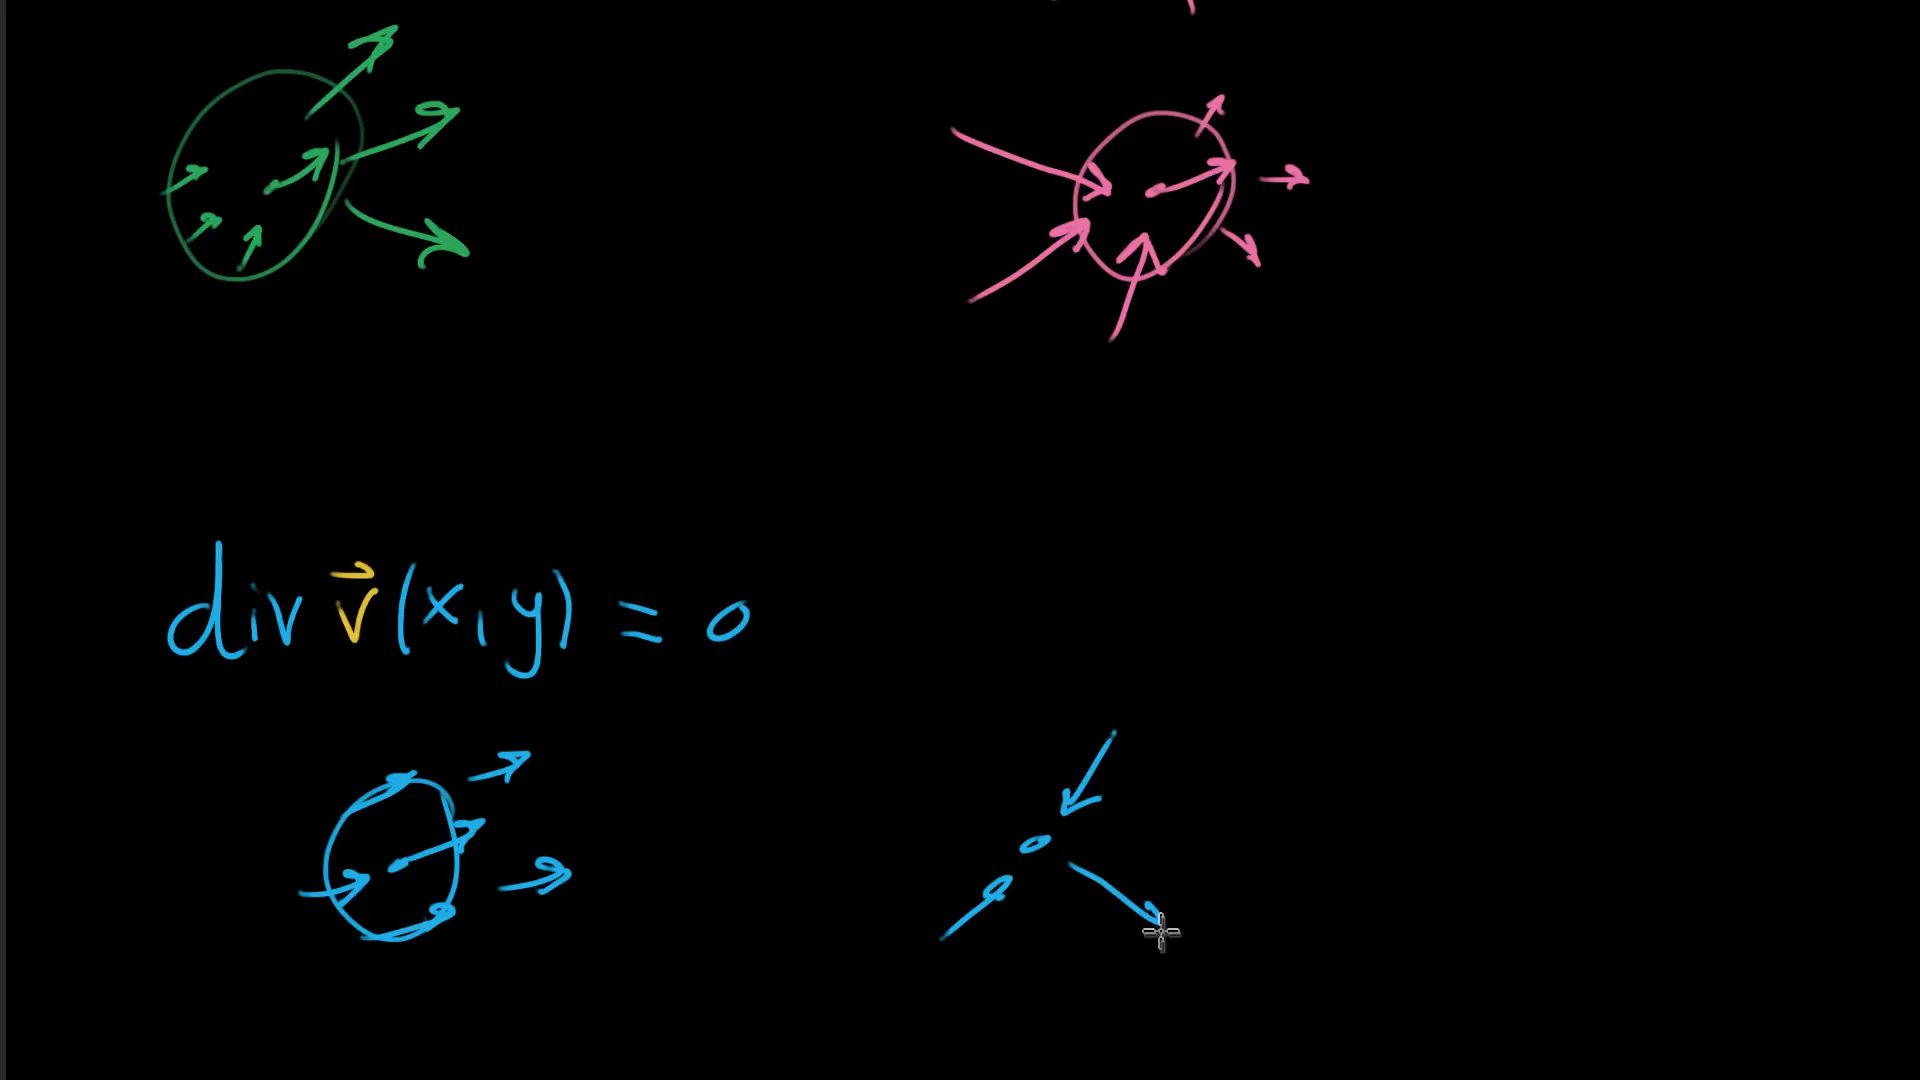 div v⃗(x,y) = 0